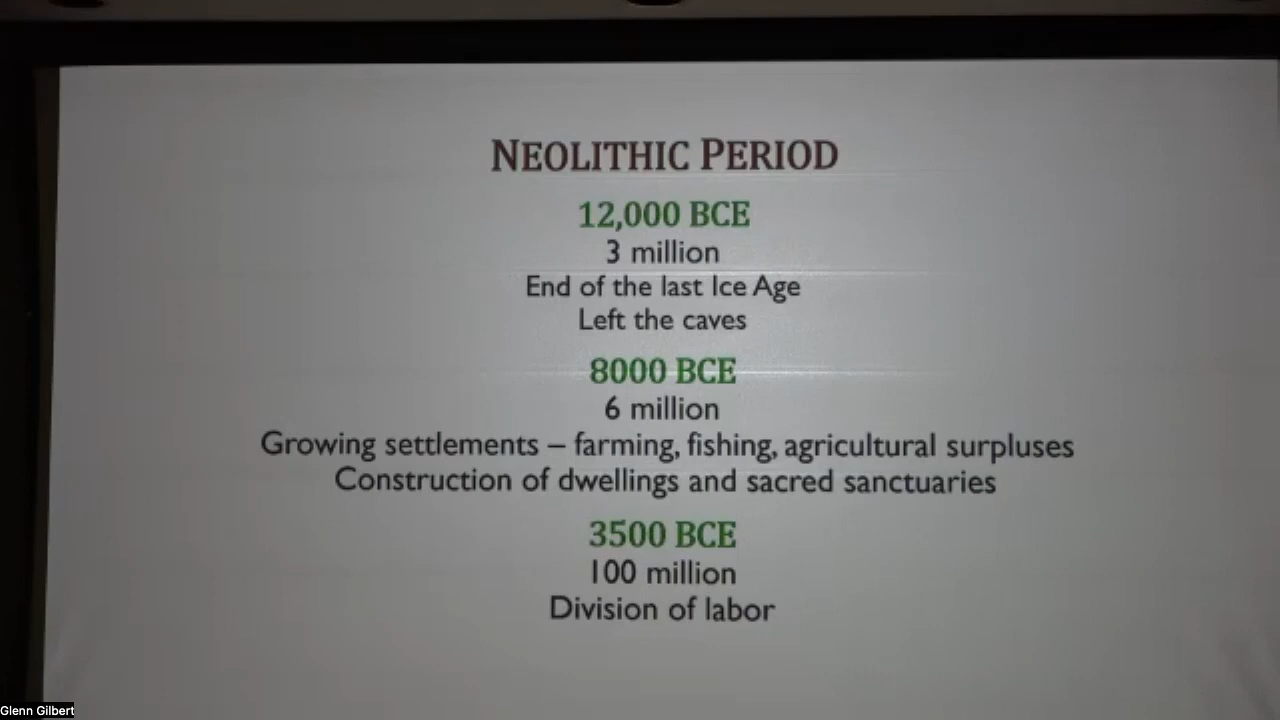 NEOLITHIC PERIOD
12,000 BCE
3 million
End of the last Ice Age
Left the caves
8000 BCE
6 million
Growing settlements – farming, fishing, agricultural surpluses
Construction of dwellings and sacred sanctuaries
3500 BCE
100 million
Division of labor
Glenn Gilbert